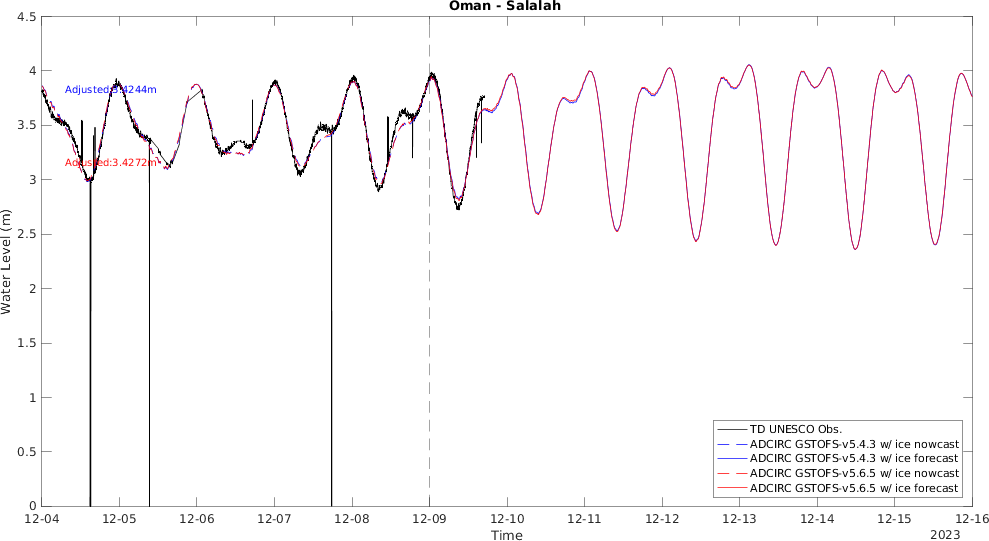 Oman - Salalah
4.5
4
3.5
3
2.5
2
1.5
1
0.5
0
Water Level (m)
Adjusted:3.4244m
Adjusted:3.4272m
TD UNESCO Obs.
ADCIRC GSTOFS-v5.4.3 w/ ice nowcast
ADCIRC GSTOFS-v5.4.3 w/ ice forecast
ADCIRC GSTOFS-v5.6.5 w/ ice nowcast
ADCIRC GSTOFS-v5.6.5 w/ ice forecast
12-04 12-05 12-06 12-07 12-08 12-09 12-10 12-11 12-12 12-13 12-14 12-15 12-16
Time
2023